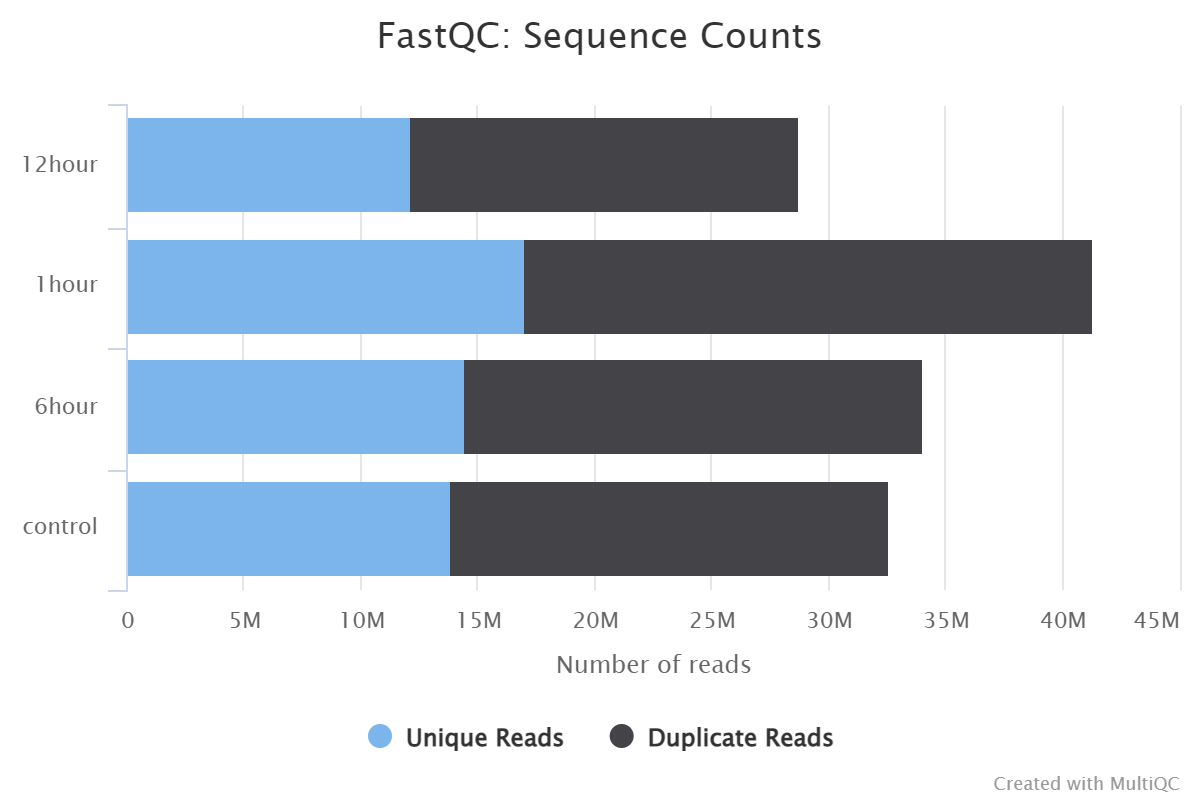 FastQC: Sequence Counts
12hour
1hour
6hour
control
0 5M 10M 15M 20M 25M 30M 35M 40M 45M
Number of reads
Unique Reads Duplicate Reads
Created with MultiQC